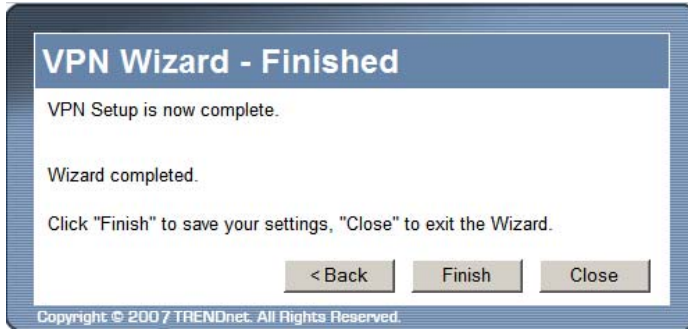 VPN Wizard - Finished
VPN Setup is now complete.
Wizard completed.
Click "Finish" to save your settings, "Close" to exit the Wizard.
< Back
Finish
Close
Copyright © 2007 TRENDnet. All Rights Reserved.